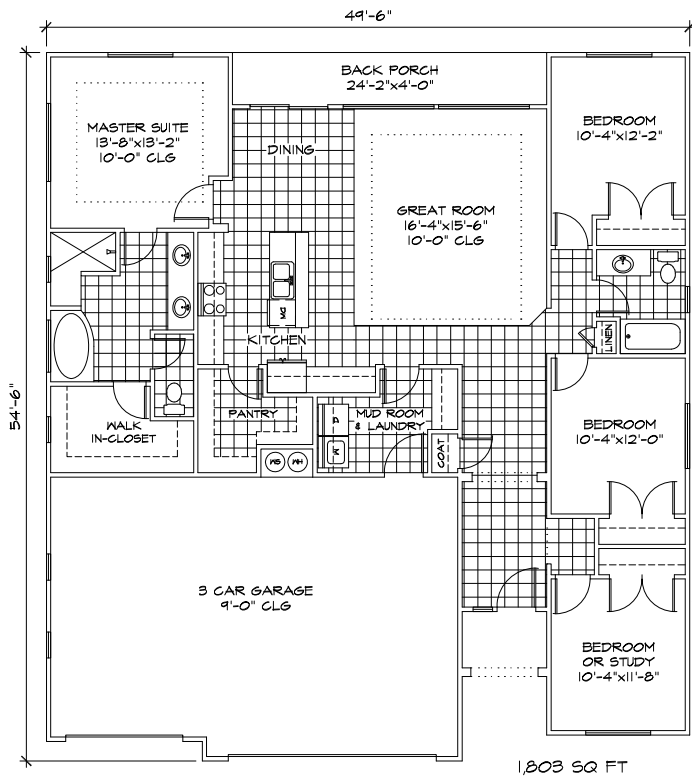 49'-6"
BACK PORCH
24'-2"x4'-0"
MASTER SUITE
13'-8"x13'-2"
10'-0" CLG
DINING
BEDROOM
10'-4"x12'-2"
GREAT ROOM
16'-4"x15'-6"
10'-0" CLG
DW
KITCHEN
LINEN
54'-6"
WALK
IN-CLOSET
PANTRY
MUD ROOM
& LAUNDRY
D
W
COAT
BEDROOM
10'-4"x12'-0"
WS
WH
3 CAR GARAGE
9'-0" CLG
BEDROOM
OR STUDY
10'-4"x11'-8"
1,803 SQ FT